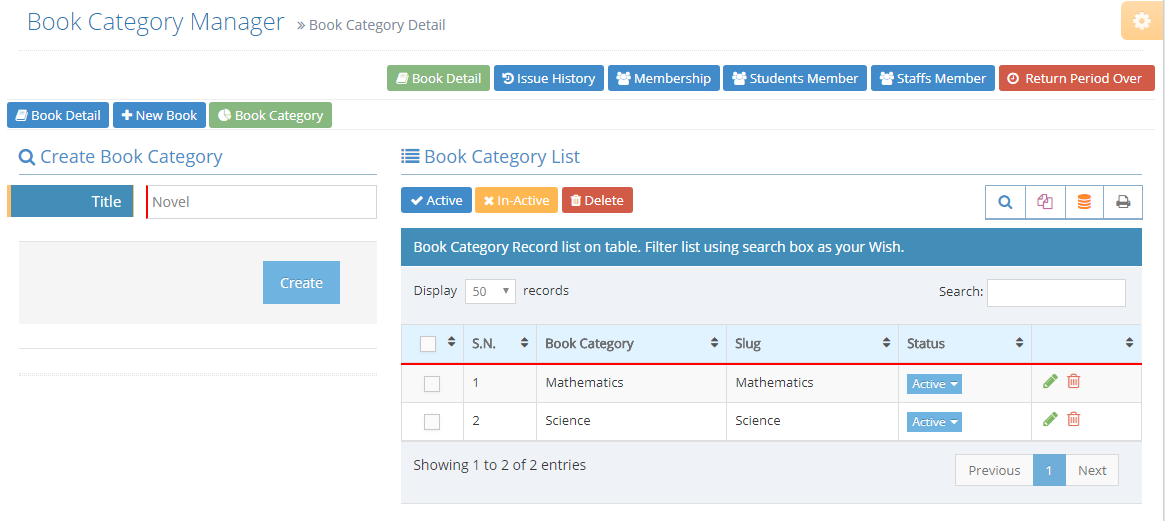 Book Category Manager » Book Category Detail
Book Detail Issue History Membership Students Member Staffs Member Return Period Over
Book Detail New Book Book Category
Create Book Category
Title Novel
Create
Book Category List
Active In-Active Delete
Book Category Record list on table. Filter list using search box as your Wish.
Display 50 records Search:
S.N. Book Category Slug Status
1 Mathematics Mathematics Active
2 Science Science Active
Showing 1 to 2 of 2 entries
Previous 1 Next